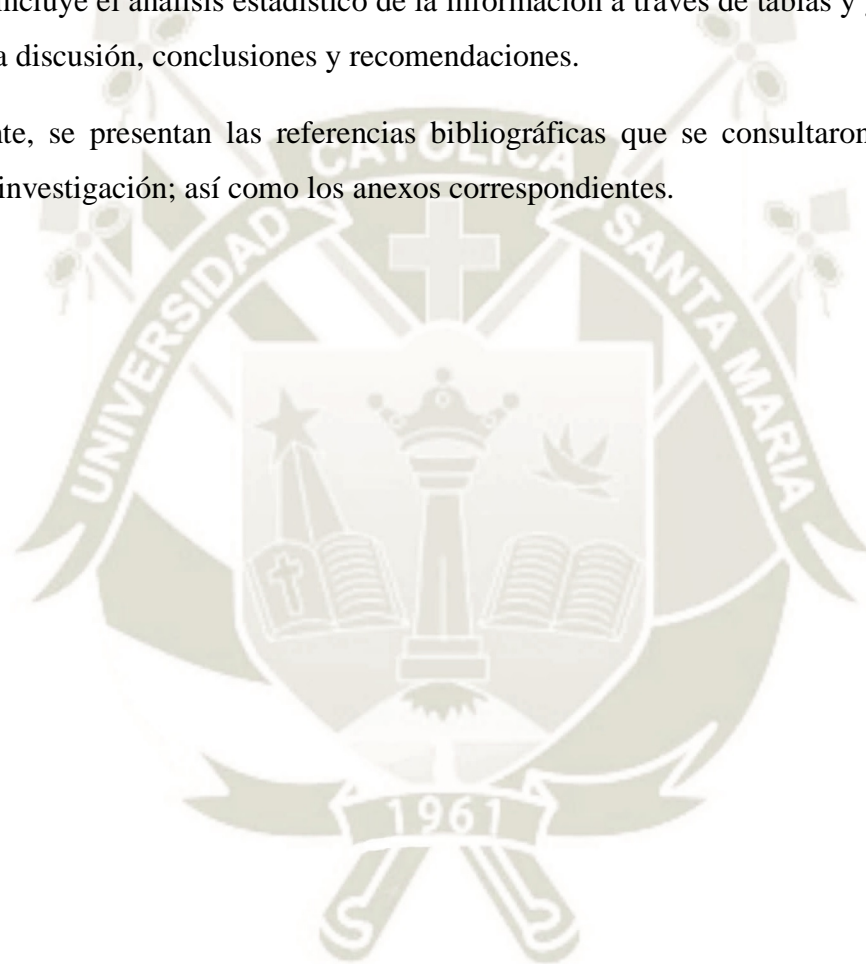 incluye el análisis estadístico de la información a través de tablas y
a discusión, conclusiones y recomendaciones.
se presentan las referencias bibliográficas que se consultaron
investigación; así como los anexos correspondientes.
UNIVERSIDAD CATOLICA SANTA MARIA
1961